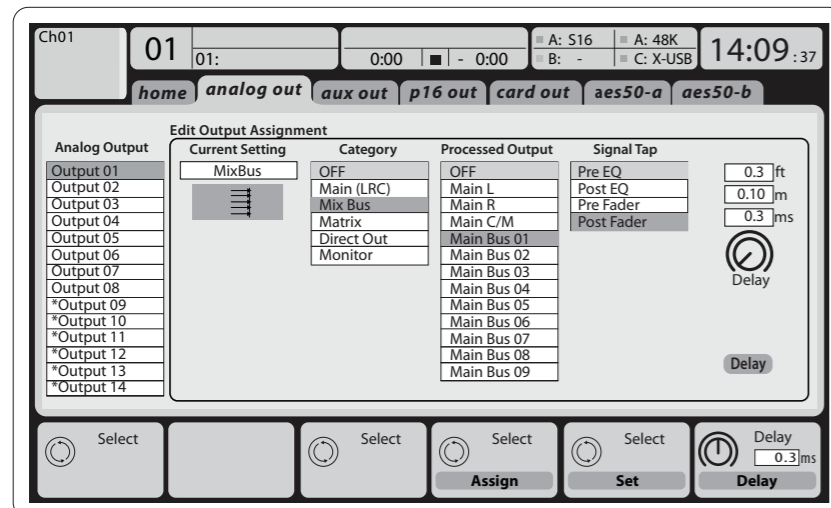 Ch01
01
01:
0:00 - 0:00
A: S16
B: -
A: 48K
C: X-USB
14:09 :37
home
analog out
aux out
p16 out
card out
aes50-a
aes50-b
Edit Output Assignment
Analog Output
Output 01
Output 02
Output 03
Output 04
Output 05
Output 06
Output 07
Output 08
*Output 09
*Output 10
*Output 11
*Output 12
*Output 13
*Output 14
Current Setting
MixBus
Category
OFF
Main (LRC)
Mix Bus
Matrix
Direct Out
Monitor
Processed Output
OFF
Main L
Main R
Main C/M
Main Bus 01
Main Bus 02
Main Bus 03
Main Bus 04
Main Bus 05
Main Bus 06
Main Bus 07
Main Bus 08
Main Bus 09
Signal Tap
Pre EQ
Post EQ
Pre Fader
Post Fader
0.3 ft
0.10 m
0.3 ms
Delay
Delay
Select
Select
Select
Assign
Select
Set
Delay
0.3 ms
Delay